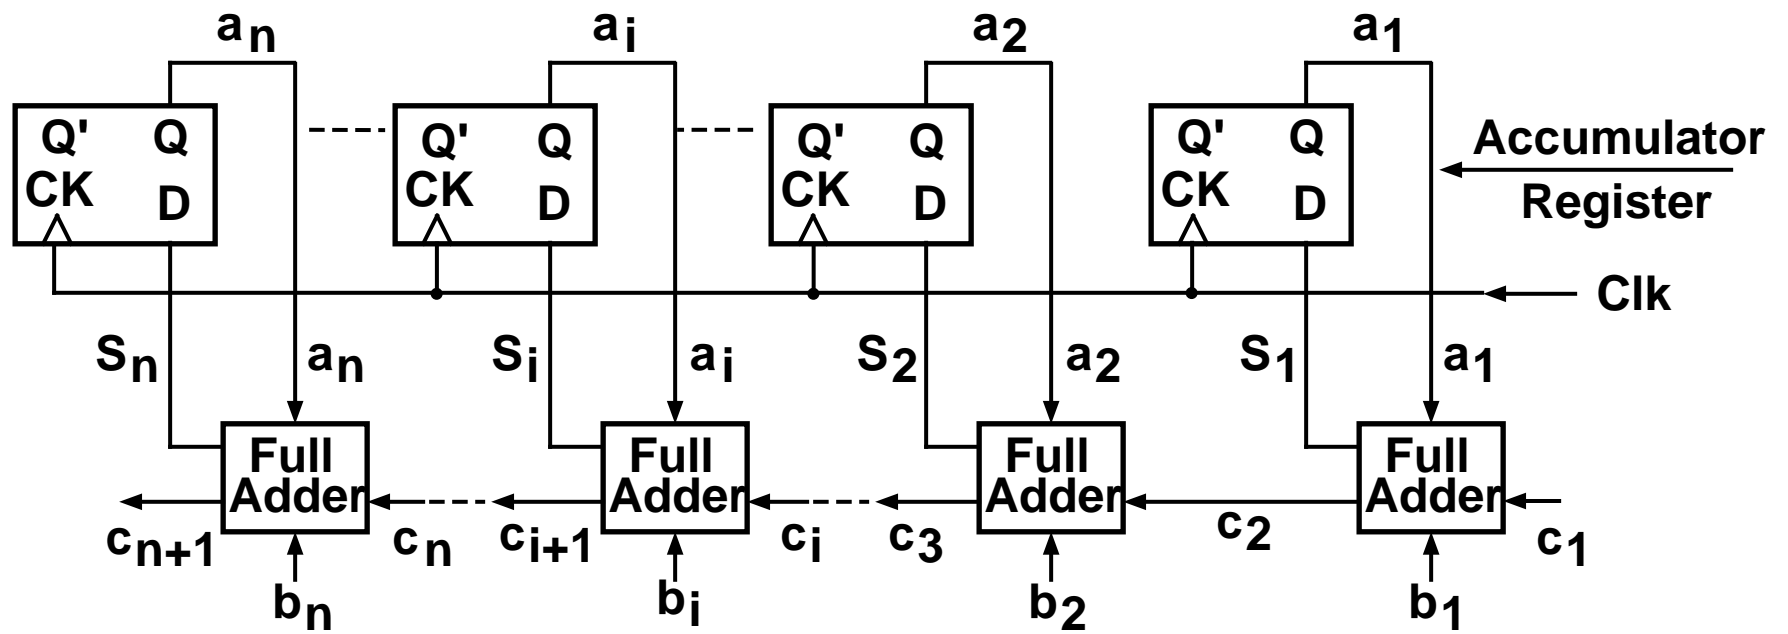 an ai a2 a1
Q' Q Q' Q Q' Q Q' Q
CK D CK D CK D CK D
Accumulator
Register
Clk
Sn an Si ai S2 a2 S1 a1
Full Full Full Full
Adder Adder Adder Adder
cn+1 cn ci+1 ci c3 c2 c1
bn bi b2 b1